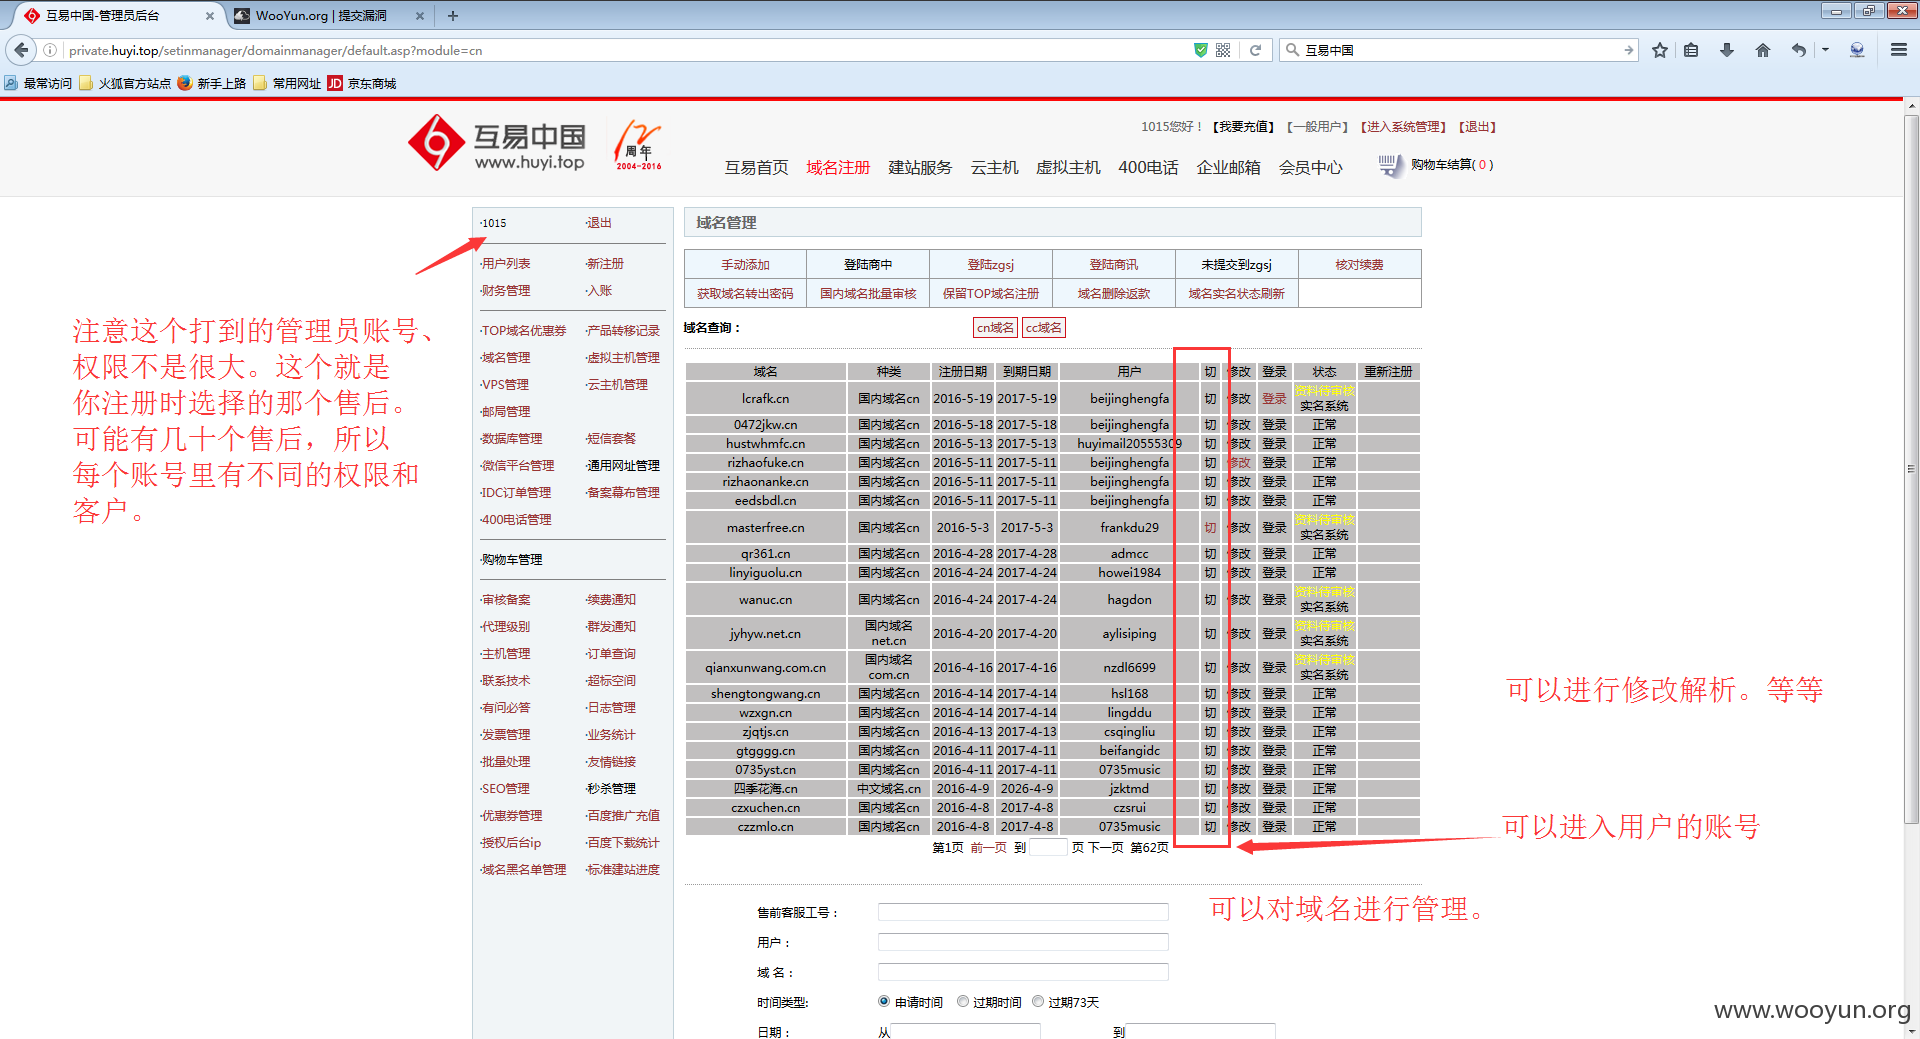 互易中国-管理员后台
WooYun.org | 提交漏洞
private.huyi.top/setinmanager/domainmanager/default.asp?module=cn
互易中国
最常访问 火狐官方站点 新手上路 常用网址 JD 京东商城
互易中国
www.huyi.top
12
周年
2004-2016
1015您好！【我要充值】 【一般用户】 【进入系统管理】 【退出】
互易首页 域名注册 建站服务 云主机 虚拟主机 400电话 企业邮箱 会员中心
购物车结算( 0 )
·1015 ·退出
·用户列表 ·新注册
·财务管理 ·入账
·TOP域名优惠券 ·产品转移记录
·域名管理 ·虚拟主机管理
·VPS管理 ·云主机管理
·邮局管理
·数据库管理 ·短信套餐
·微信平台管理 ·通用网址管理
·IDC订单管理 ·备案幕布管理
·400电话管理
·购物车管理
·审核备案 ·续费通知
·代理级别 ·群发通知
·主机管理 ·订单查询
·联系技术 ·超标空间
·有问必答 ·日志管理
·发票管理 ·业务统计
·批量处理 ·友情链接
·SEO管理 ·秒杀管理
·优惠券管理 ·百度推广充值
·授权后台ip ·百度下载统计
·域名黑名单管理 ·标准建站进度
注意这个打到的管理员账号、
权限不是很大。这个就是
你注册时选择的那个售后。
可能有几十个售后，所以
每个账号里有不同的权限和
客户。
域名管理
手动添加 登陆商中 登陆zgsj 登陆商讯 未提交到zgsj 核对续费
获取域名转出密码 国内域名批量审核 保留TOP域名注册 域名删除返款 域名实名状态刷新
域名查询： cn域名 cc域名
域名 种类 注册日期 到期日期 用户 切 修改 登录 状态 重新注册
lcrafk.cn 国内域名cn 2016-5-19 2017-5-19 beijinghengfa 切 修改 登录 资料待审核 实名系统
0472jkw.cn 国内域名cn 2016-5-18 2017-5-18 beijinghengfa 切 修改 登录 正常
hustwhmfc.cn 国内域名cn 2016-5-13 2017-5-13 huyimail20555309 切 修改 登录 正常
rizhaofuke.cn 国内域名cn 2016-5-11 2017-5-11 beijinghengfa 切 修改 登录 正常
rizhaonanke.cn 国内域名cn 2016-5-11 2017-5-11 beijinghengfa 切 修改 登录 正常
eedsbdl.cn 国内域名cn 2016-5-11 2017-5-11 beijinghengfa 切 修改 登录 正常
masterfree.cn 国内域名cn 2016-5-3 2017-5-3 frankdu29 切 修改 登录 资料待审核 实名系统
qr361.cn 国内域名cn 2016-4-28 2017-4-28 admcc 切 修改 登录 正常
linyiguolu.cn 国内域名cn 2016-4-24 2017-4-24 howei1984 切 修改 登录 正常
wanuc.cn 国内域名cn 2016-4-24 2017-4-24 hagdon 切 修改 登录 资料待审核 实名系统
jyhyw.net.cn 国内域名net.cn 2016-4-20 2017-4-20 aylisiping 切 修改 登录 资料待审核 实名系统
qianxunwang.com.cn 国内域名com.cn 2016-4-16 2017-4-16 nzdl6699 切 修改 登录 资料待审核 实名系统
shengtongwang.cn 国内域名cn 2016-4-14 2017-4-14 hsl168 切 修改 登录 正常
wzxgn.cn 国内域名cn 2016-4-14 2017-4-14 lingddu 切 修改 登录 正常
zjqtjs.cn 国内域名cn 2016-4-13 2017-4-13 csqingliu 切 修改 登录 正常
gtgggg.cn 国内域名cn 2016-4-11 2017-4-11 beifangidc 切 修改 登录 正常
0735yst.cn 国内域名cn 2016-4-11 2017-4-11 0735music 切 修改 登录 正常
四季花海.cn 中文域名.cn 2016-4-9 2026-4-9 jzktmd 切 修改 登录 正常
czxuchen.cn 国内域名cn 2016-4-8 2017-4-8 czsrui 切 修改 登录 正常
czzmlo.cn 国内域名cn 2016-4-8 2017-4-8 0735music 切 修改 登录 正常
第1页 前一页 到 页 下一页 第62页
可以进行修改解析。等等
可以进入用户的账号
可以对域名进行管理。
售前客服工号：
用户：
域 名：
时间类型: 申请时间 过期时间 过期73天
日期： 从 到
www.wooyun.org